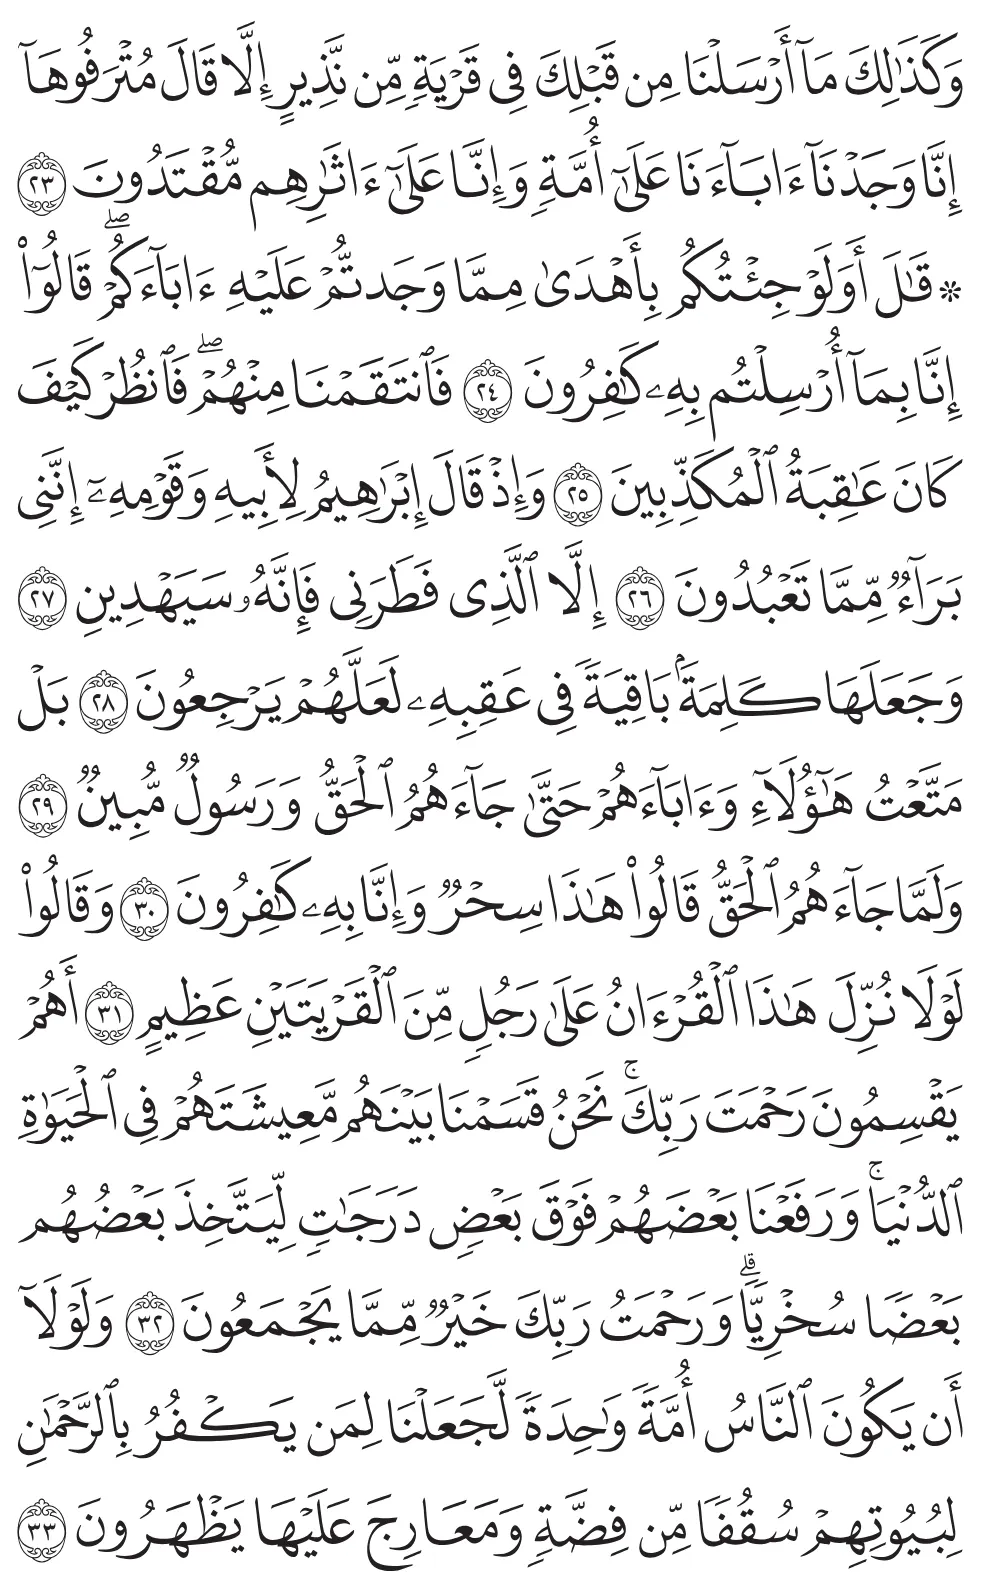 وَكَذَٰلِكَ مَآ أَرۡسَلۡنَا مِن قَبۡلِكَ فِي قَرۡيَةٖ مِّن نَّذِيرٍ إِلَّا قَالَ مُتۡرَفُوهَآ
إِنَّا وَجَدۡنَآ ءَابَآءَنَا عَلَىٰٓ أُمَّةٖ وَإِنَّا عَلَىٰٓ ءَاثَٰرِهِم مُّقۡتَدُونَ ٢٣
۞ قَٰلَ أَوَلَوۡ جِئۡتُكُم بِأَهۡدَىٰ مِمَّا وَجَدتُّمۡ عَلَيۡهِ ءَابَآءَكُمۡۖ قَالُوٓاْ
إِنَّا بِمَآ أُرۡسِلۡتُم بِهِۦ كَٰفِرُونَ ٢٤ فَٱنتَقَمۡنَا مِنۡهُمۡۖ فَٱنظُرۡ كَيۡفَ
كَانَ عَٰقِبَةُ ٱلۡمُكَذِّبِينَ ٢٥ وَإِذۡ قَالَ إِبۡرَٰهِيمُ لِأَبِيهِ وَقَوۡمِهِۦٓ إِنَّنِي
بَرَآءٞ مِّمَّا تَعۡبُدُونَ ٢٦ إِلَّا ٱلَّذِي فَطَرَنِي فَإِنَّهُۥ سَيَهۡدِينِ ٢٧
وَجَعَلَهَا كَلِمَةَۢ بَاقِيَةٗ فِي عَقِبِهِۦ لَعَلَّهُمۡ يَرۡجِعُونَ ٢٨ بَلۡ
مَتَّعۡتُ هَٰٓؤُلَآءِ وَءَابَآءَهُمۡ حَتَّىٰ جَآءَهُمُ ٱلۡحَقُّ وَرَسُولٞ مُّبِينٞ ٢٩
وَلَمَّا جَآءَهُمُ ٱلۡحَقُّ قَالُواْ هَٰذَا سِحۡرٞ وَإِنَّا بِهِۦ كَٰفِرُونَ ٣٠ وَقَالُواْ
لَوۡلَا نُزِّلَ هَٰذَا ٱلۡقُرۡءَانُ عَلَىٰ رَجُلٖ مِّنَ ٱلۡقَرۡيَتَيۡنِ عَظِيمٍ ٣١ أَهُمۡ
يَقۡسِمُونَ رَحۡمَتَ رَبِّكَۚ نَحۡنُ قَسَمۡنَا بَيۡنَهُم مَّعِيشَتَهُمۡ فِي ٱلۡحَيَوٰةِ
ٱلدُّنۡيَاۚ وَرَفَعۡنَا بَعۡضَهُمۡ فَوۡقَ بَعۡضٖ دَرَجَٰتٖ لِّيَتَّخِذَ بَعۡضُهُم
بَعۡضٗا سُخۡرِيّٗاۗ وَرَحۡمَتُ رَبِّكَ خَيۡرٞ مِّمَّا يَجۡمَعُونَ ٣٢ وَلَوۡلَآ
أَن يَكُونَ ٱلنَّاسُ أُمَّةٗ وَٰحِدَةٗ لَّجَعَلۡنَا لِمَن يَكۡفُرُ بِٱلرَّحۡمَٰنِ
لِبُيُوتِهِمۡ سُقُفٗا مِّن فِضَّةٖ وَمَعَارِجَ عَلَيۡهَا يَظۡهَرُونَ ٣٣